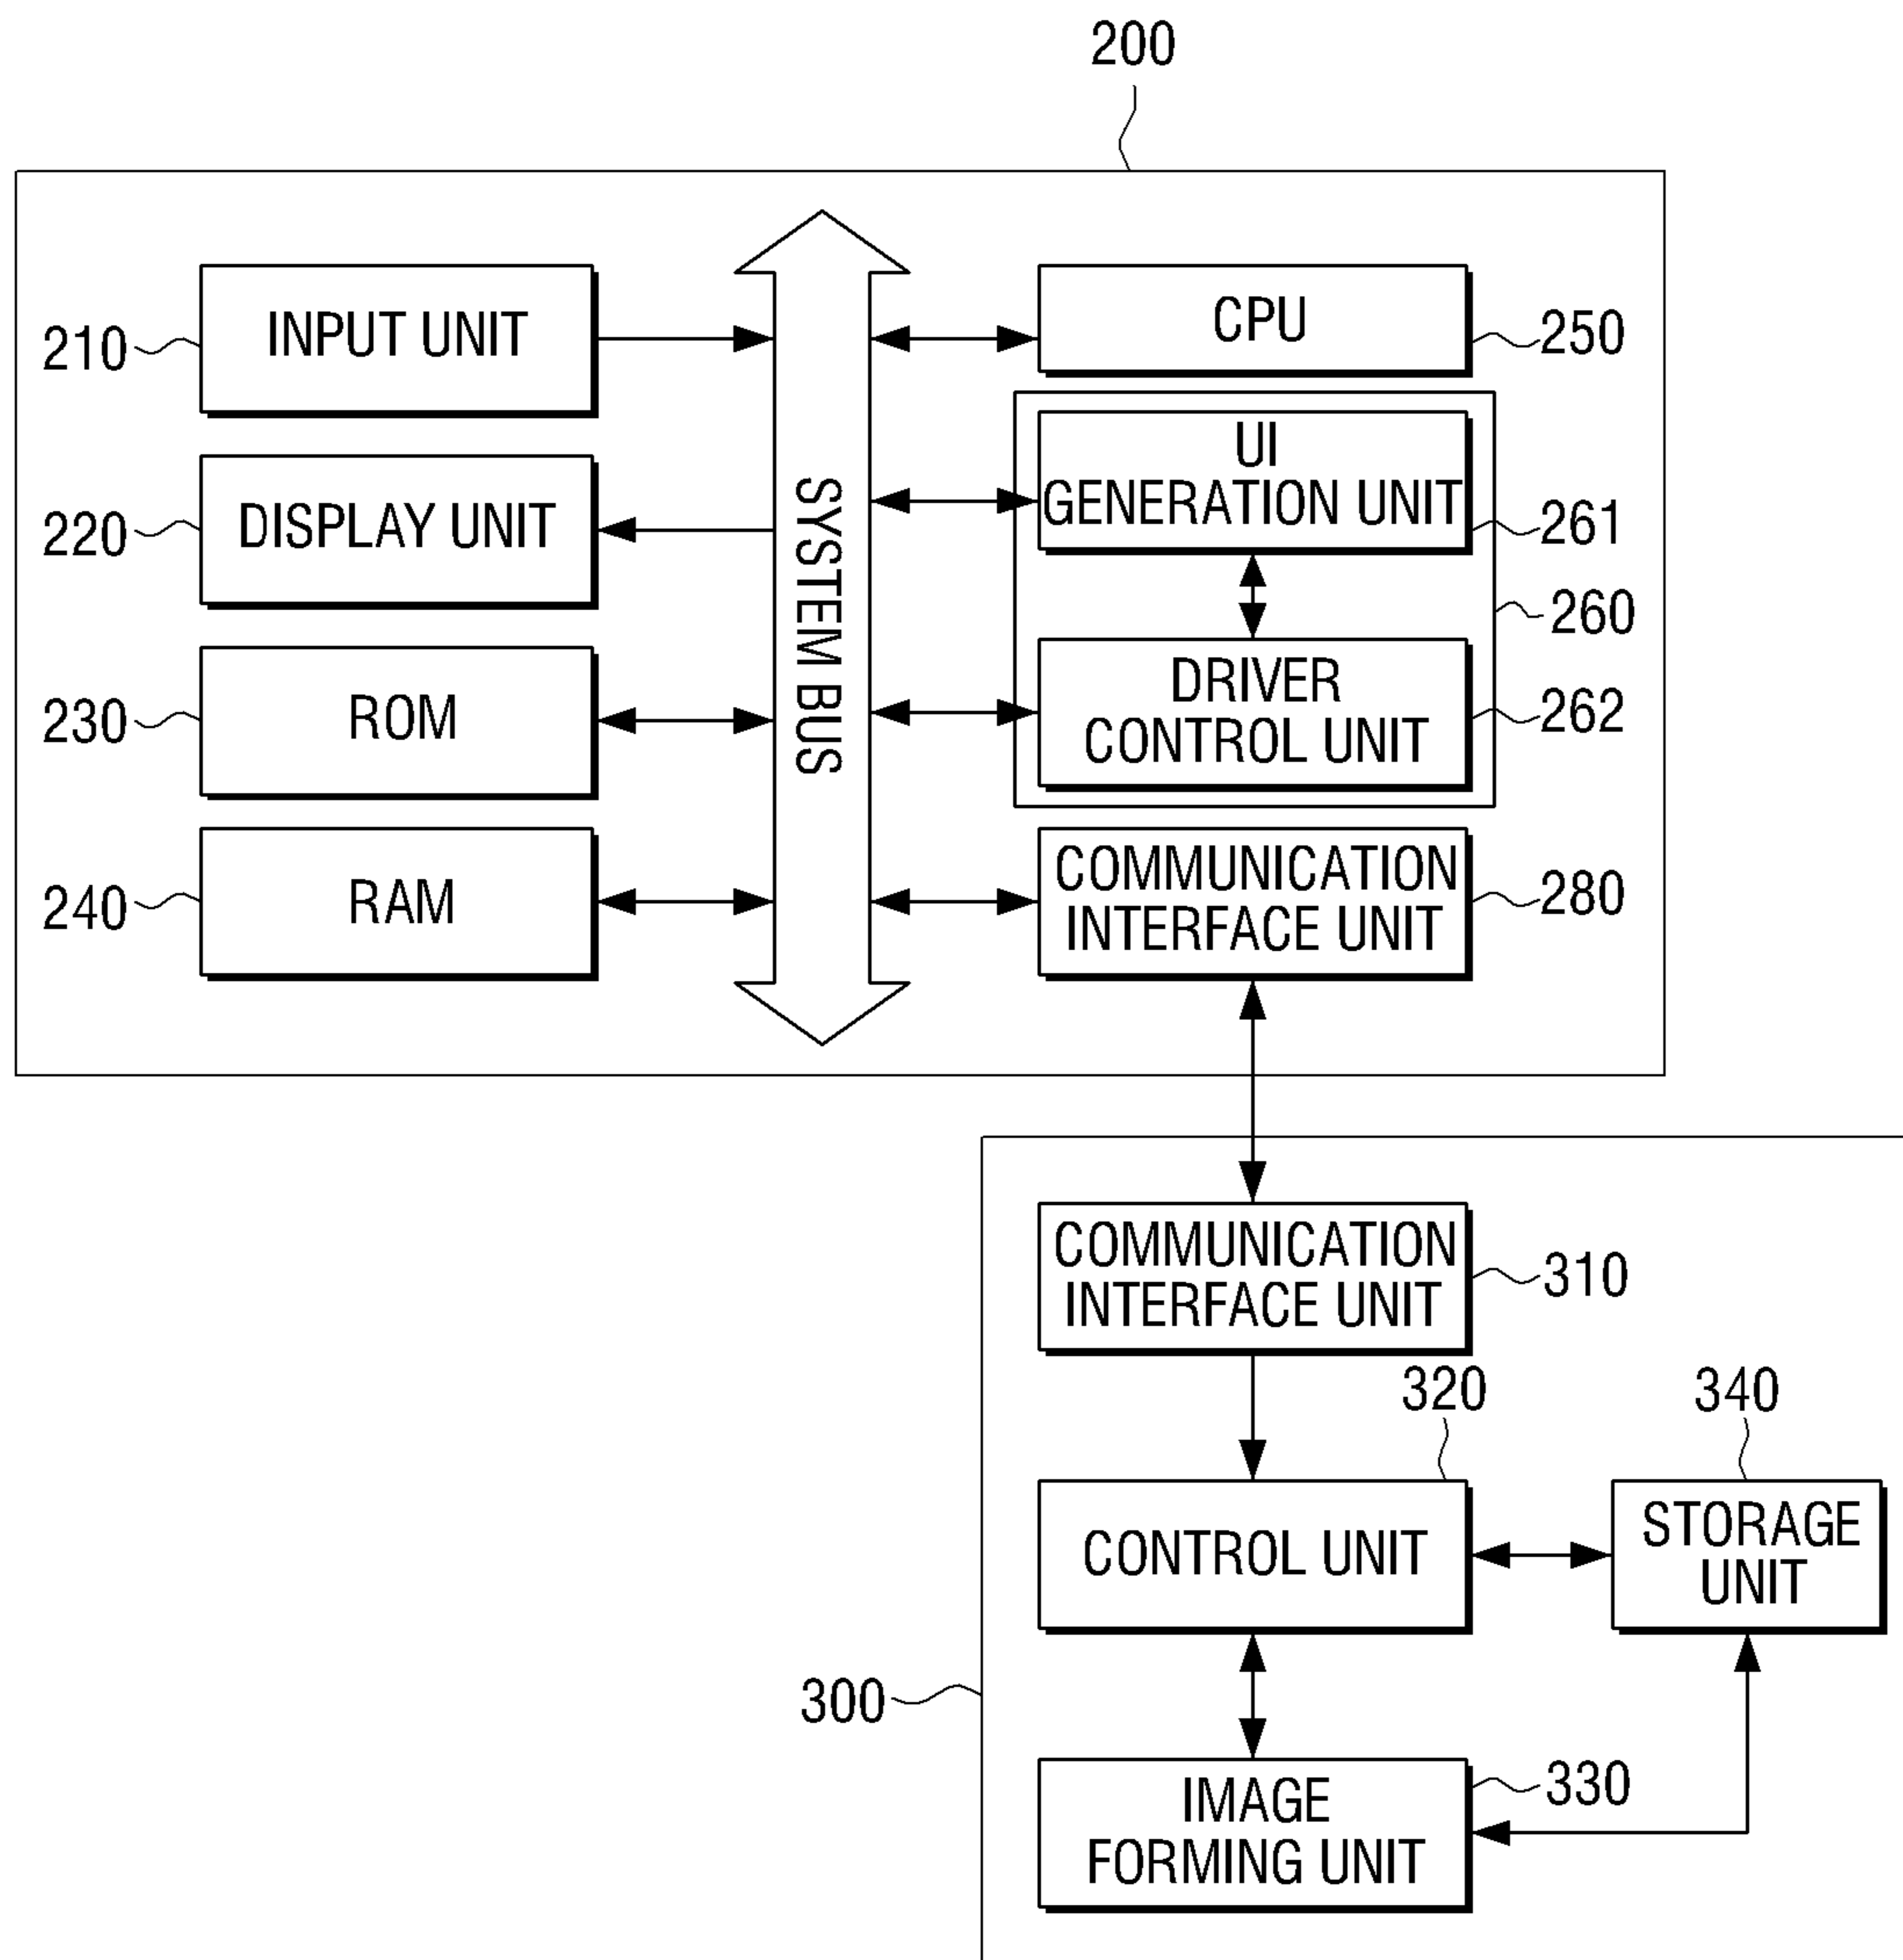 200
210
INPUT UNIT
220
DISPLAY UNIT
230
ROM
240
RAM
SYSTEM BUS
CPU
250
UI
GENERATION UNIT
261
260
DRIVER
CONTROL UNIT
262
COMMUNICATION
INTERFACE UNIT
280
COMMUNICATION
INTERFACE UNIT
310
320
340
CONTROL UNIT
STORAGE
UNIT
300
IMAGE
FORMING UNIT
330